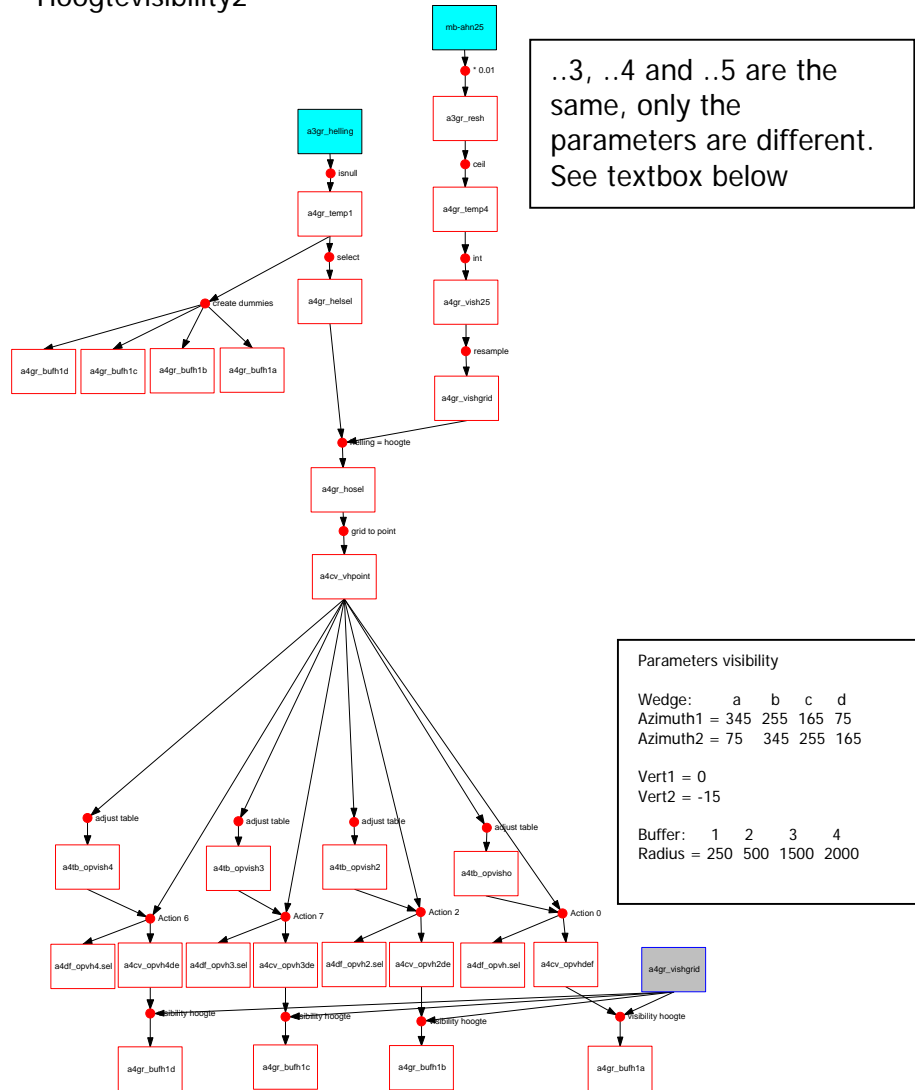 Hoogtevisibility2
mb-ahn25
..3, ..4 and ..5 are the
same, only the
parameters are different.
See textbox below
* 0.01
a3gr_resh
a3gr_helling
ceil
isnull
a4gr_temp1
a4gr_temp4
select
int
a4gr_helsel
a4gr_vish25
create dummies
resample
a4gr_bufh1d
a4gr_bufh1c
a4gr_bufh1b
a4gr_bufh1a
a4gr_vishgrid
helling = hoogte
a4gr_hosel
grid to point
a4cv_vhpoint
Parameters visibility
Wedge: a b c d
Azimuth1 = 345 255 165 75
Azimuth2 = 75 345 255 165
Vert1 = 0
Vert2 = -15
Buffer: 1 2 3 4
Radius = 250 500 1500 2000
adjust table
adjust table
adjust table
adjust table
a4tb_opvish4
a4tb_opvish3
a4tb_opvish2
a4tb_opvisho
Action 6
Action 7
Action 2
Action 0
a4df_opvh4.sel
a4cv_opvh4de
a4df_opvh3.sel
a4cv_opvh3de
a4df_opvh2.sel
a4cv_opvh2de
a4df_opvh.sel
a4cv_opvhdef
a4gr_vishgrid
visibility hoogte
visibility hoogte
visibility hoogte
visibility hoogte
a4gr_bufh1d
a4gr_bufh1c
a4gr_bufh1b
a4gr_bufh1a